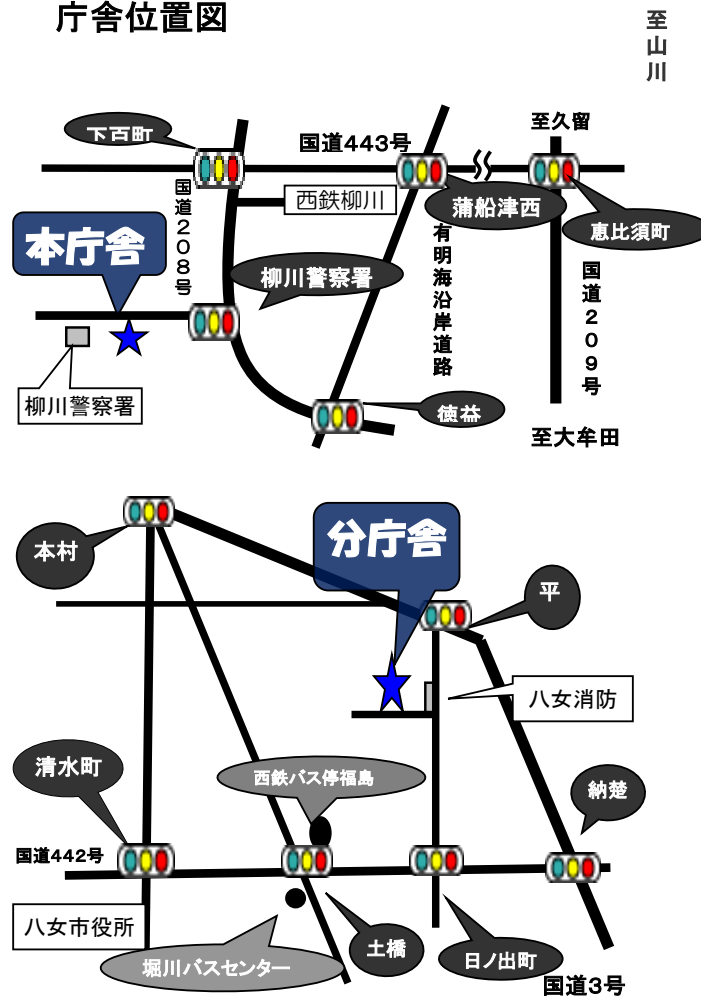 庁舎位置図
至山川
下百町
国道443号
至久留
国道208号
西鉄柳川
蒲船津西
恵比須町
本庁舎
有明海沿岸道路
柳川警察署
国道209号
柳川警察署
徳益
至大牟田
分庁舎
本村
平
八女消防
清水町
西鉄バス停福島
納楚
国道442号
八女市役所
土橋
堀川バスセンター
日ノ出町
国道3号